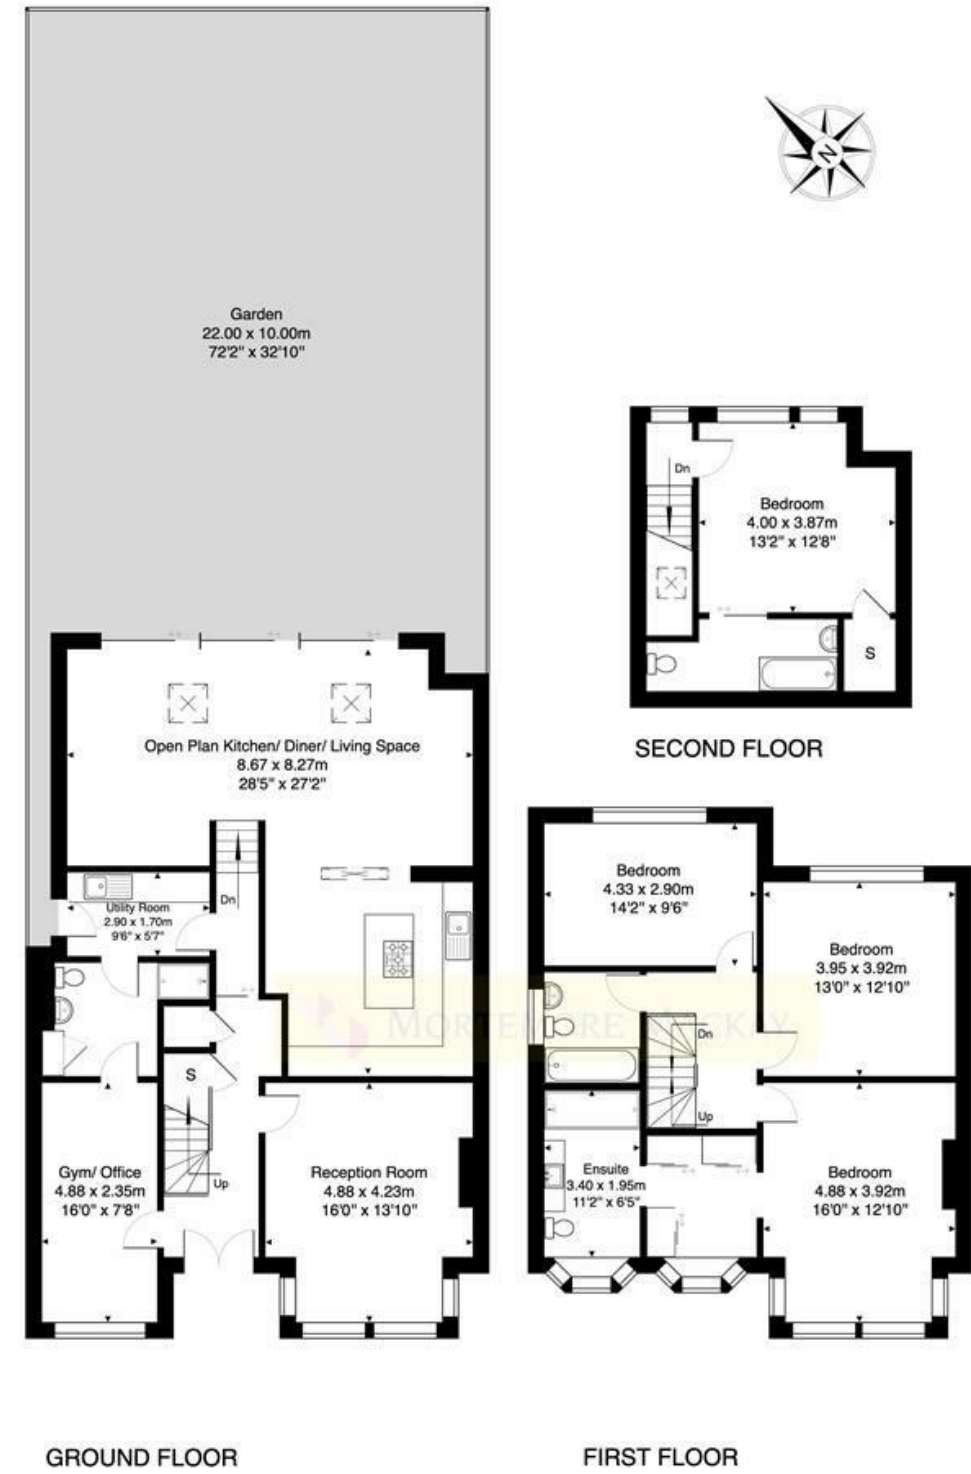 Garden
22.00 x 10.00m
72'2" x 32'10"
N
Dn
Bedroom
4.00 x 3.87m
13'2" x 12'8"
S
SECOND FLOOR
Open Plan Kitchen/ Diner/ Living Space
8.67 x 8.27m
28'5" x 27'2"
Dn
Utility Room
2.90 x 1.70m
9'6" x 5'7"
S
Up
Gym/ Office
4.88 x 2.35m
16'0" x 7'8"
Reception Room
4.88 x 4.23m
16'0" x 13'10"
GROUND FLOOR
Bedroom
4.33 x 2.90m
14'2" x 9'6"
Bedroom
3.95 x 3.92m
13'0" x 12'10"
Dn
Up
Ensuite
3.40 x 1.95m
11'2" x 6'5"
Bedroom
4.88 x 3.92m
16'0" x 12'10"
FIRST FLOOR
MORTEMORE MACKAY